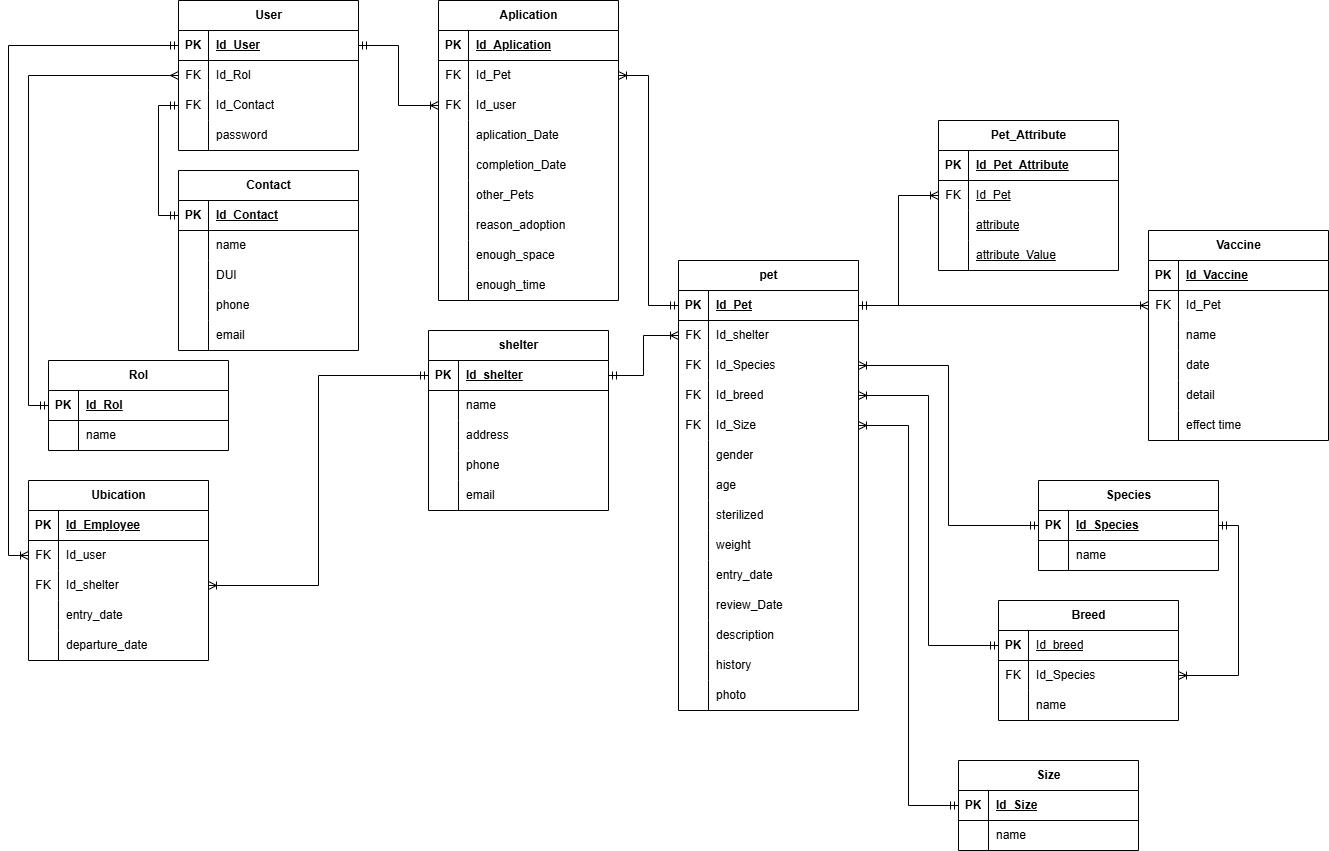 User
PK Id_User
FK Id_Rol
FK Id_Contact
password
Aplication
PK Id_Aplication
FK Id_Pet
FK Id_user
aplication_Date
completion_Date
other_Pets
reason_adoption
enough_space
enough_time
Contact
PK Id_Contact
name
DUI
phone
email
Pet_Attribute
PK Id_Pet_Attribute
FK Id_Pet
attribute
attribute_Value
Vaccine
PK Id_Vaccine
FK Id_Pet
name
date
detail
effect time
pet
PK Id_Pet
FK Id_shelter
FK Id_Species
FK Id_breed
FK Id_Size
gender
age
sterilized
weight
entry_date
review_Date
description
history
photo
shelter
PK Id_shelter
name
address
phone
email
Rol
PK Id_Rol
name
Ubication
PK Id_Employee
FK Id_user
FK Id_shelter
entry_date
departure_date
Species
PK Id_Species
name
Breed
PK Id_breed
FK Id_Species
name
Size
PK Id_Size
name